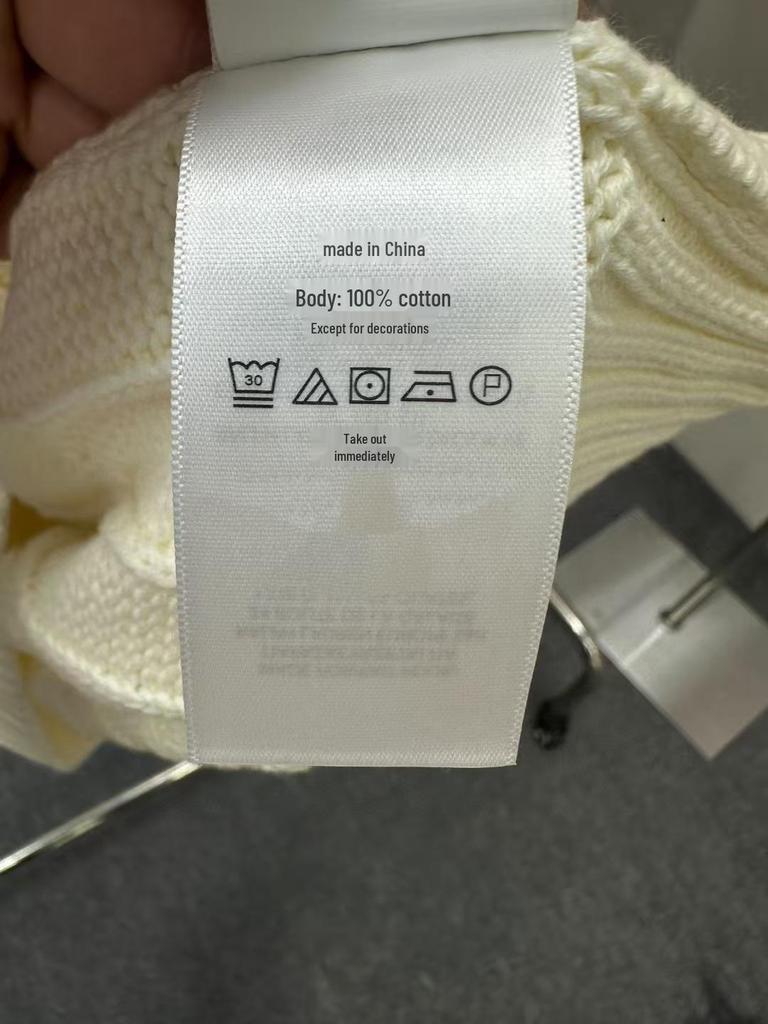 made in China
Body: 100% cotton
Except for decorations
30 P
Take out
immediately